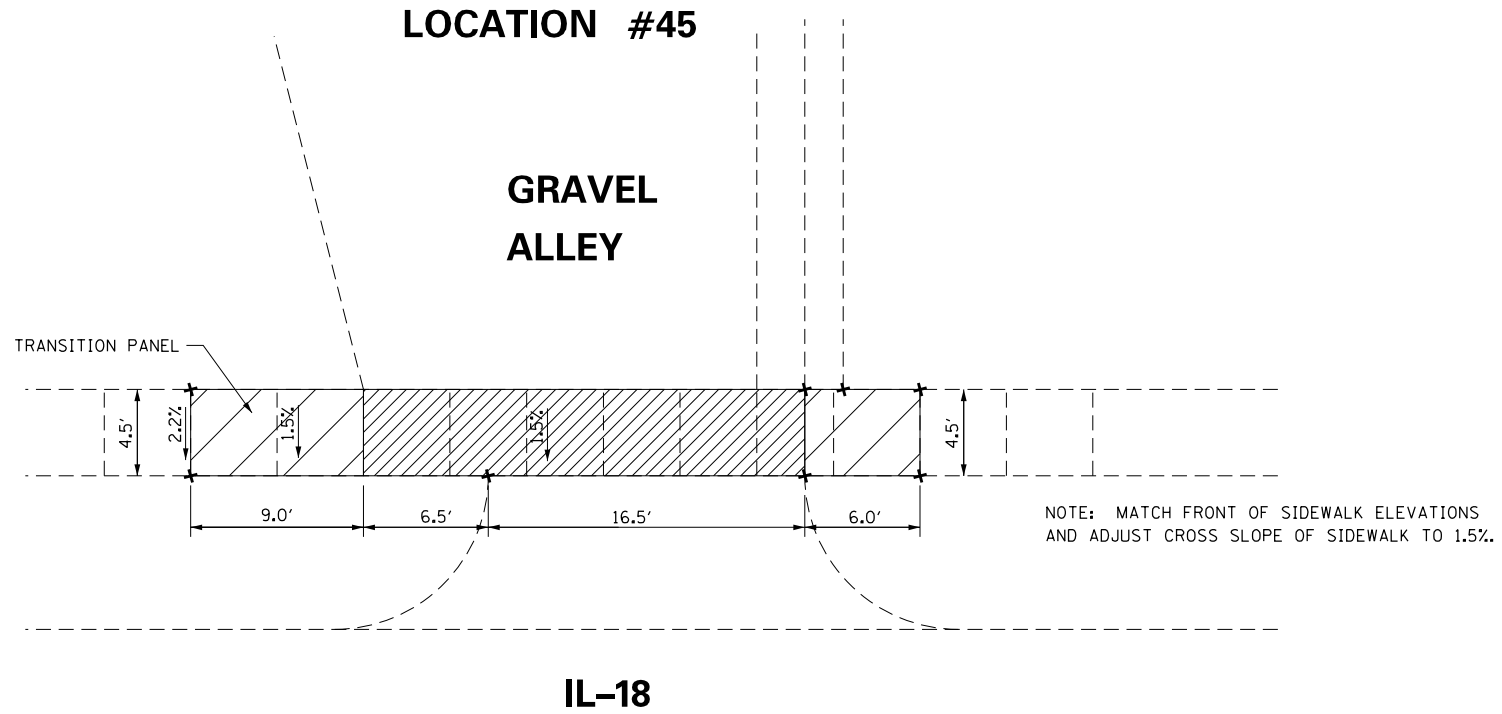 LOCATION #45
GRAVEL
ALLEY
TRANSITION PANEL
4.5'
2.2%
1.5%
1.5%
4.5'
9.0'
6.5'
16.5'
6.0'
NOTE: MATCH FRONT OF SIDEWALK ELEVATIONS
AND ADJUST CROSS SLOPE OF SIDEWALK TO 1.5%.
IL-18